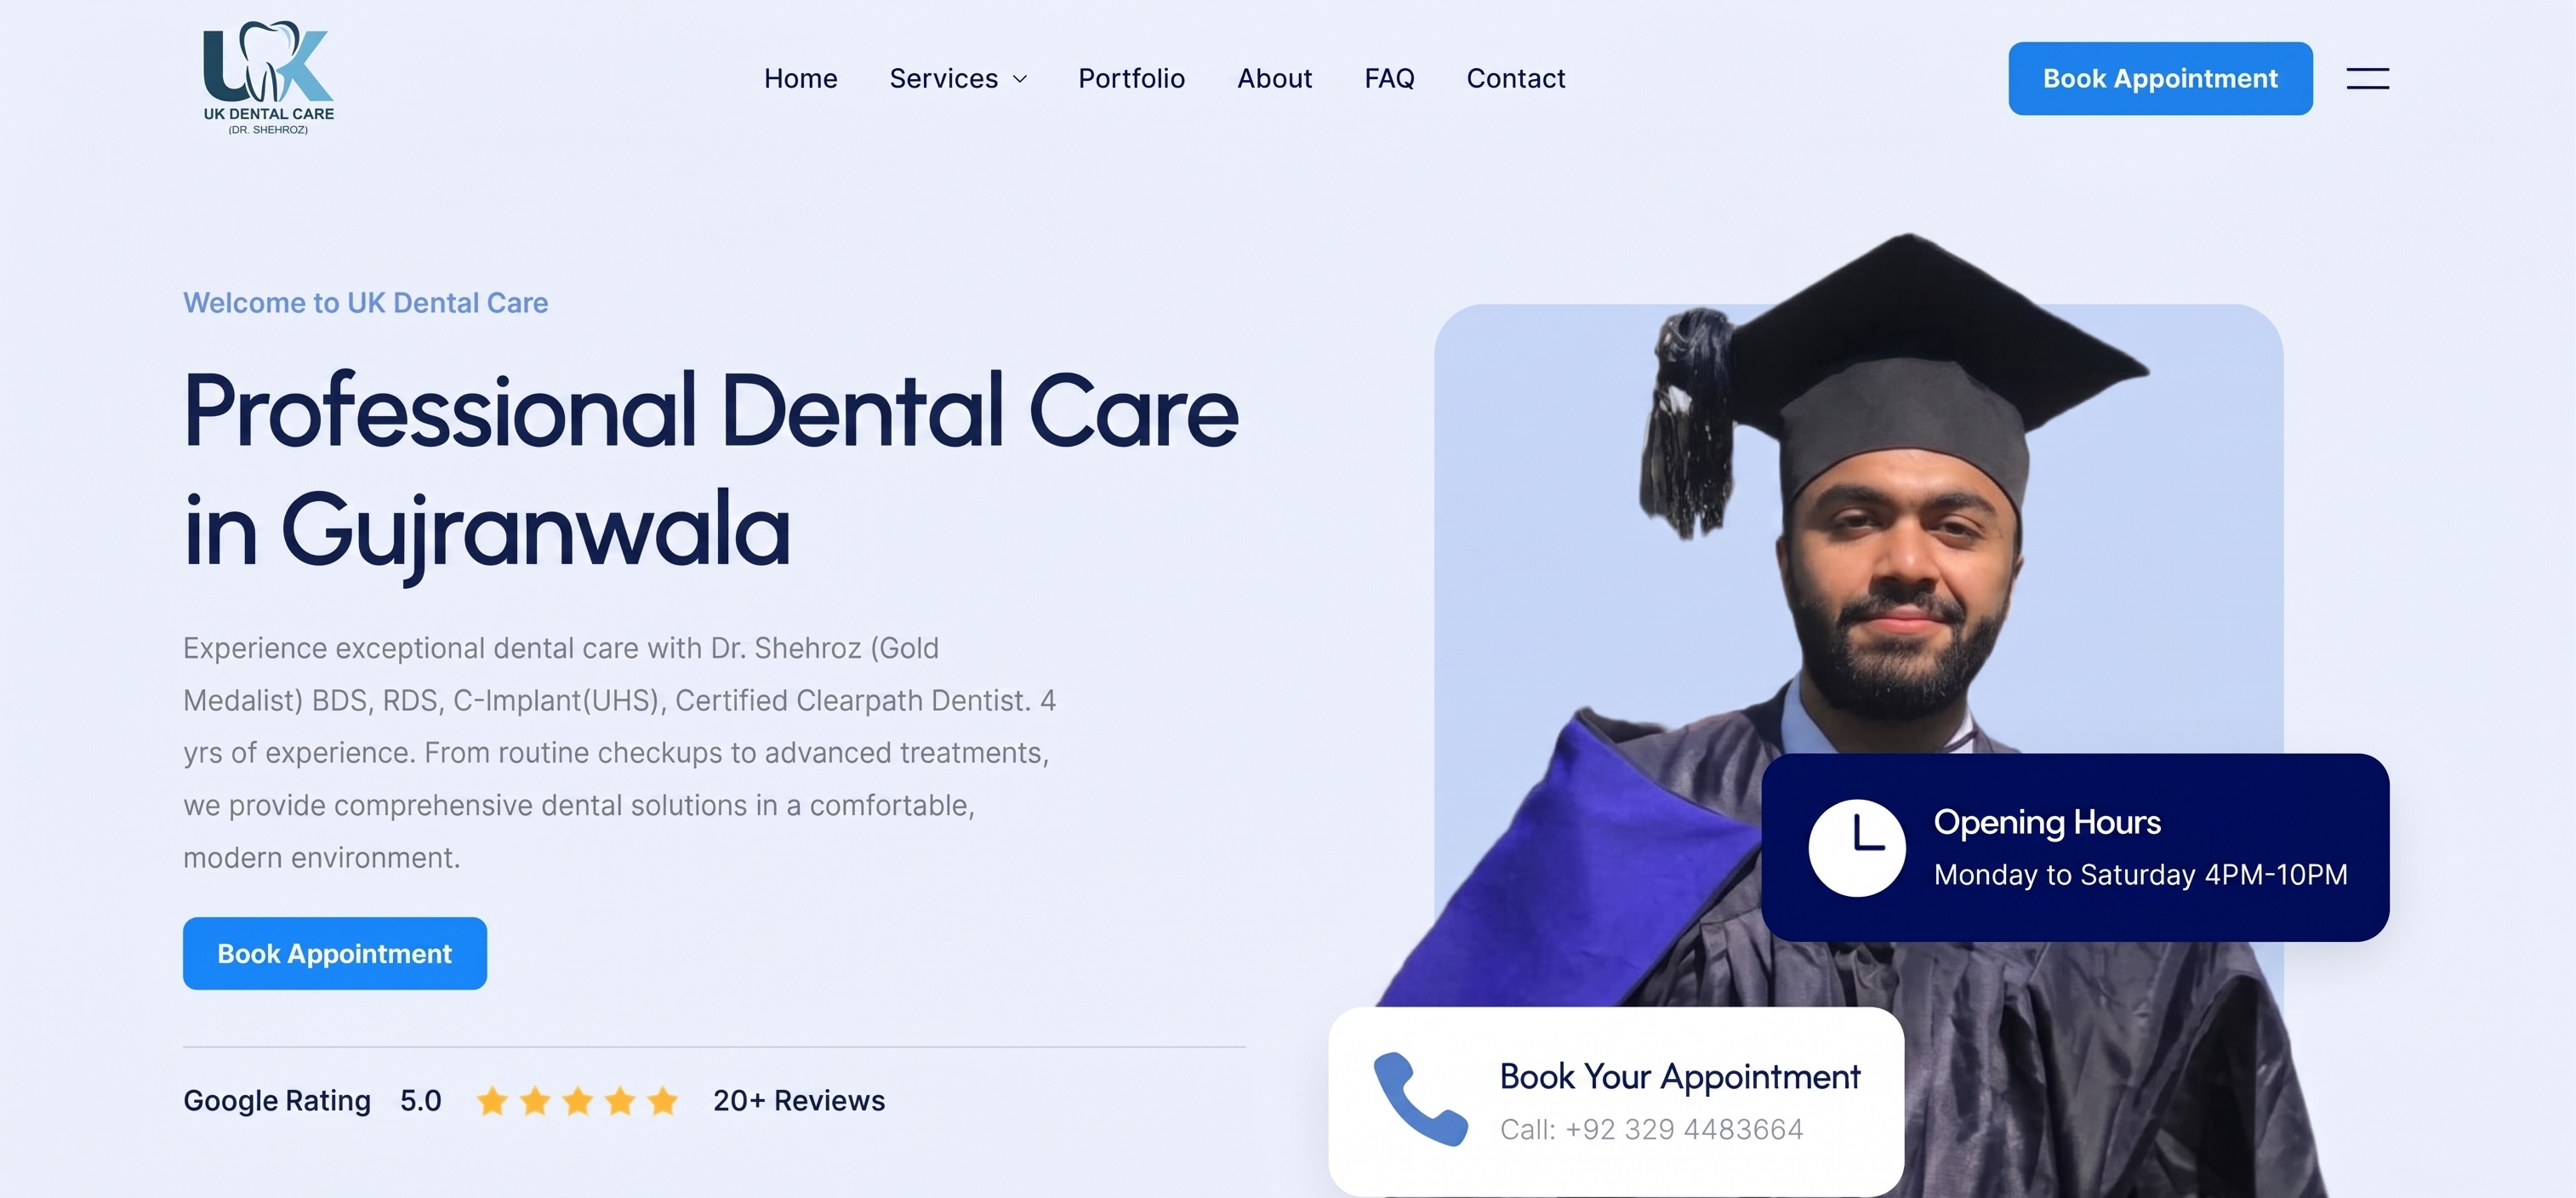 UK
UK DENTAL CARE
(DR. SHEHROZ)
Home Services Portfolio About FAQ Contact
Book Appointment
Welcome to UK Dental Care
Professional Dental Care
in Gujranwala
Experience exceptional dental care with Dr. Shehroz (Gold
Medalist) BDS, RDS, C-Implant(UHS), Certified Clearpath Dentist. 4
yrs of experience. From routine checkups to advanced treatments,
we provide comprehensive dental solutions in a comfortable,
modern environment.
Book Appointment
Google Rating 5.0 20+ Reviews
Opening Hours
Monday to Saturday 4PM-10PM
Book Your Appointment
Call: +92 329 4483664